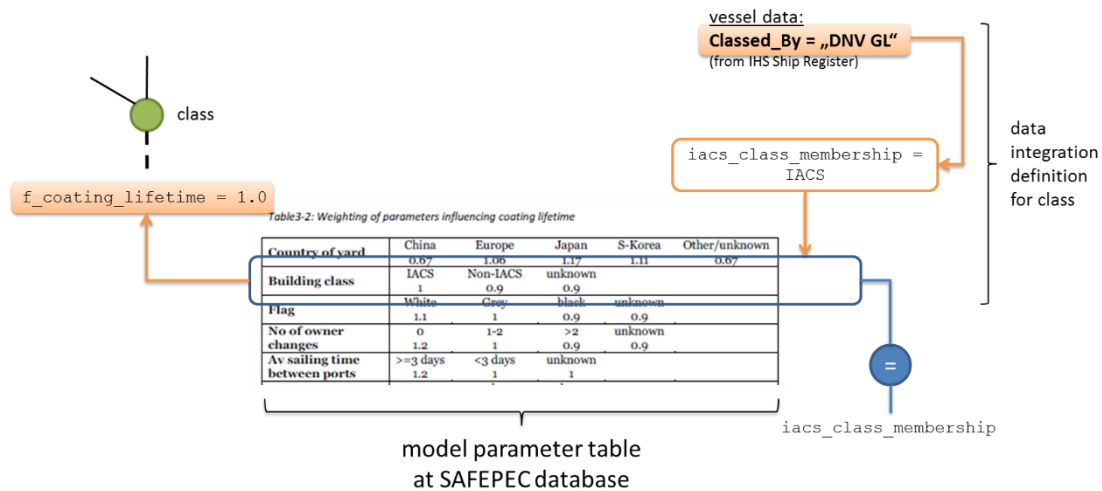 vessel data:
Classed_By = „DNV GL“
(from IHS Ship Register)
class
data
integration
definition
for class
iacs_class_membership =
IACS
f_coating_lifetime = 1.0
Table3-2: Weighting of parameters influencing coating lifetime
Country of yard China Europe Japan S-Korea Other/unknown
0.67 1.06 1.17 1.11 0.67
Building class IACS Non-IACS unknown
1 0.9 0.9
Flag White Grey black unknown
1.1 1 0.9 0.9
No of owner 0 1-2 >2 unknown
changes 1.2 1 0.9 0.9
Av sailing time >=3 days <3 days unknown
between ports 1.2 1 1
=
iacs_class_membership
model parameter table
at SAFEPEC database